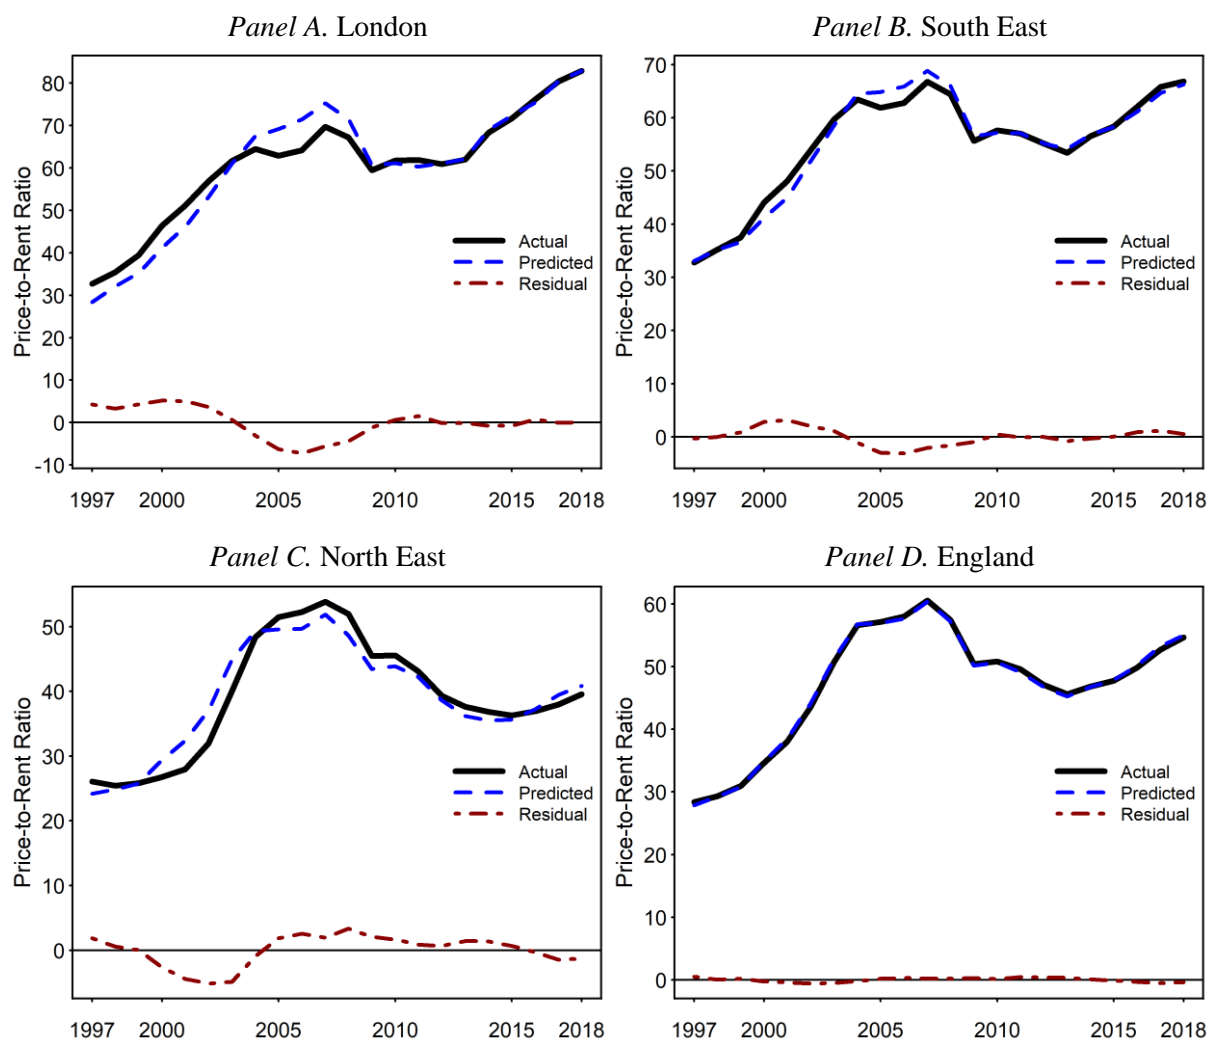 Panel A. London
Price-to-Rent Ratio
80
70
60
50
40
30
20
10
0
-10
Actual
Predicted
Residual
1997 2000 2005 2010 2015 2018
Panel B. South East
Price-to-Rent Ratio
70
60
50
40
30
20
10
0
Actual
Predicted
Residual
1997 2000 2005 2010 2015 2018
Panel C. North East
Price-to-Rent Ratio
50
40
30
20
10
0
Actual
Predicted
Residual
1997 2000 2005 2010 2015 2018
Panel D. England
Price-to-Rent Ratio
60
50
40
30
20
10
0
Actual
Predicted
Residual
1997 2000 2005 2010 2015 2018